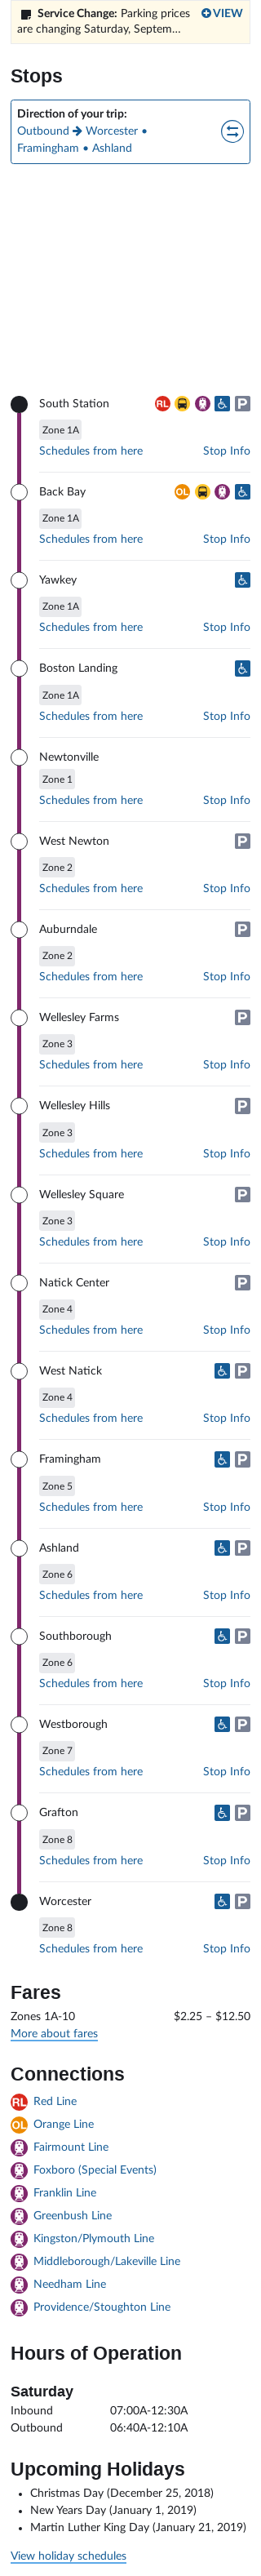 Service Change: Parking prices VIEW
are changing Saturday, Septem...
Stops
Direction of your trip:
Outbound Worcester •
Framingham • Ashland
South Station RL P
Zone 1A
Schedules from here Stop Info
Back Bay OL
Zone 1A
Schedules from here Stop Info
Yawkey
Zone 1A
Schedules from here Stop Info
Boston Landing
Zone 1A
Schedules from here Stop Info
Newtonville
Zone 1
Schedules from here Stop Info
West Newton P
Zone 2
Schedules from here Stop Info
Auburndale P
Zone 2
Schedules from here Stop Info
Wellesley Farms P
Zone 3
Schedules from here Stop Info
Wellesley Hills P
Zone 3
Schedules from here Stop Info
Wellesley Square P
Zone 3
Schedules from here Stop Info
Natick Center P
Zone 4
Schedules from here Stop Info
West Natick P
Zone 4
Schedules from here Stop Info
Framingham P
Zone 5
Schedules from here Stop Info
Ashland P
Zone 6
Schedules from here Stop Info
Southborough P
Zone 6
Schedules from here Stop Info
Westborough P
Zone 7
Schedules from here Stop Info
Grafton P
Zone 8
Schedules from here Stop Info
Worcester P
Zone 8
Schedules from here Stop Info
Fares
Zones 1A-10 $2.25 – $12.50
More about fares
Connections
RL Red Line
OL Orange Line
Fairmount Line
Foxboro (Special Events)
Franklin Line
Greenbush Line
Kingston/Plymouth Line
Middleborough/Lakeville Line
Needham Line
Providence/Stoughton Line
Hours of Operation
Saturday
Inbound 07:00A-12:30A
Outbound 06:40A-12:10A
Upcoming Holidays
• Christmas Day (December 25, 2018)
• New Years Day (January 1, 2019)
• Martin Luther King Day (January 21, 2019)
View holiday schedules